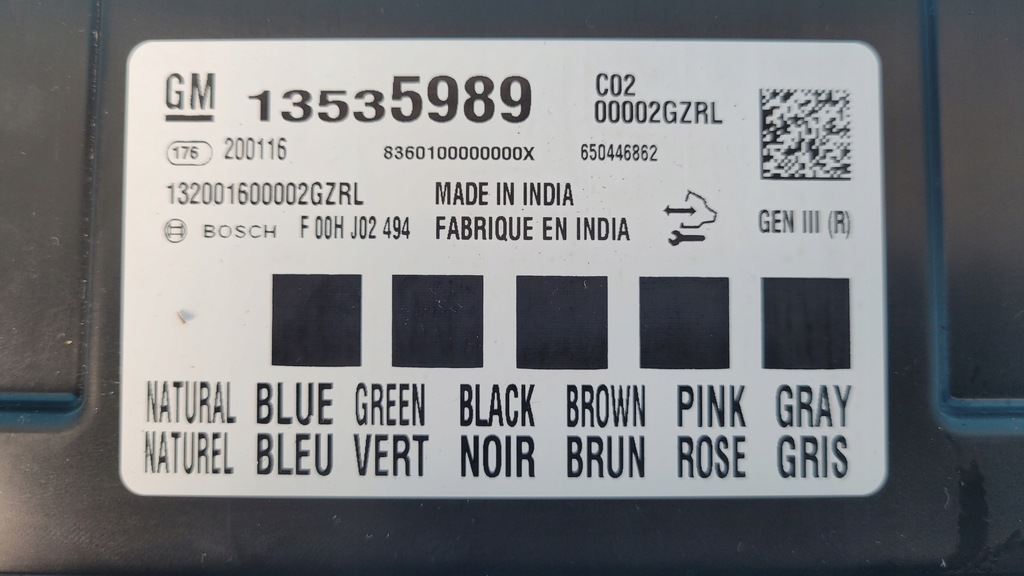 GM 13535989 C02
00002GZRL
176 200116 8360100000000X 650446862
132001600002GZRL MADE IN INDIA
BOSCH F 00H J02 494 FABRIQUE EN INDIA GEN III (R)
NATURAL BLUE GREEN BLACK BROWN PINK GRAY
NATUREL BLEU VERT NOIR BRUN ROSE GRIS